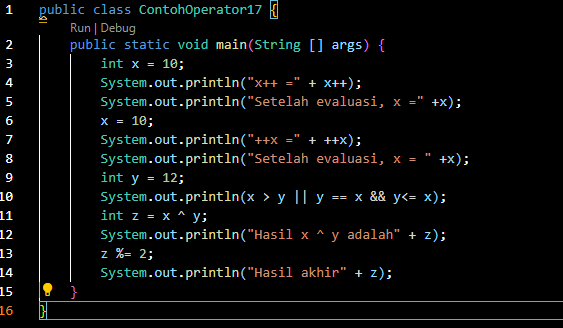 1 public class ContohOperator17 {
Run | Debug
2 public static void main(String [] args) {
3 int x = 10;
4 System.out.println("x++ =" + x++);
5 System.out.println("Setelah evaluasi, x =" +x);
6 x = 10;
7 System.out.println("++x =" + ++x);
8 System.out.println("Setelah evaluasi, x = " +x);
9 int y = 12;
10 System.out.println(x > y || y == x && y<= x);
11 int z = x ^ y;
12 System.out.println("Hasil x ^ y adalah" + z);
13 z %= 2;
14 System.out.println("Hasil akhir" + z);
15 }
16 }